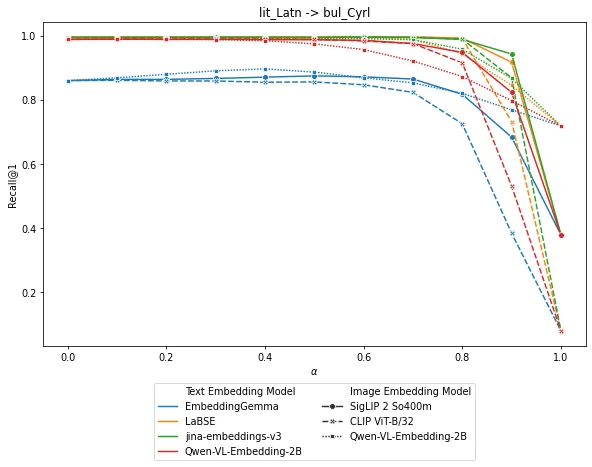 lit_Latn -> bul_Cyrl
Recall@1
1.0
0.8
0.6
0.4
0.2
0.0 0.2 0.4 0.6 0.8 1.0
α
Text Embedding Model Image Embedding Model
EmbeddingGemma SigLIP 2 So400m
LaBSE CLIP ViT-B/32
jina-embeddings-v3 Qwen-VL-Embedding-2B
Qwen-VL-Embedding-2B